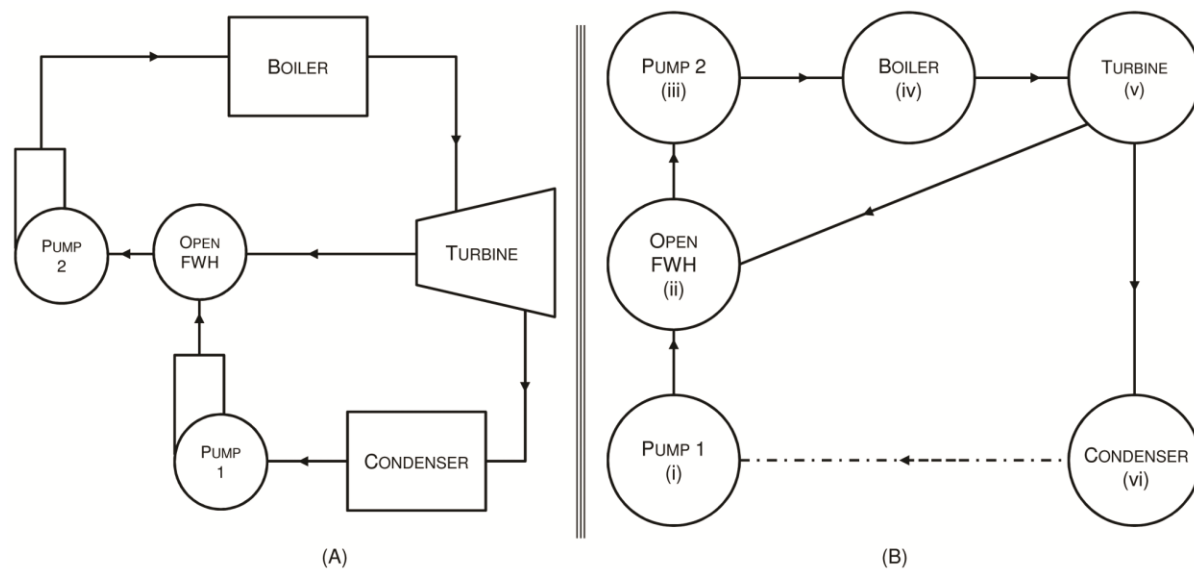 BOILER
PUMP
2
OPEN
FWH
TURBINE
PUMP
1
CONDENSER
(A)
PUMP 2
(iii)
BOILER
(iv)
TURBINE
(v)
OPEN
FWH
(ii)
PUMP 1
(i)
CONDENSER
(vi)
(B)